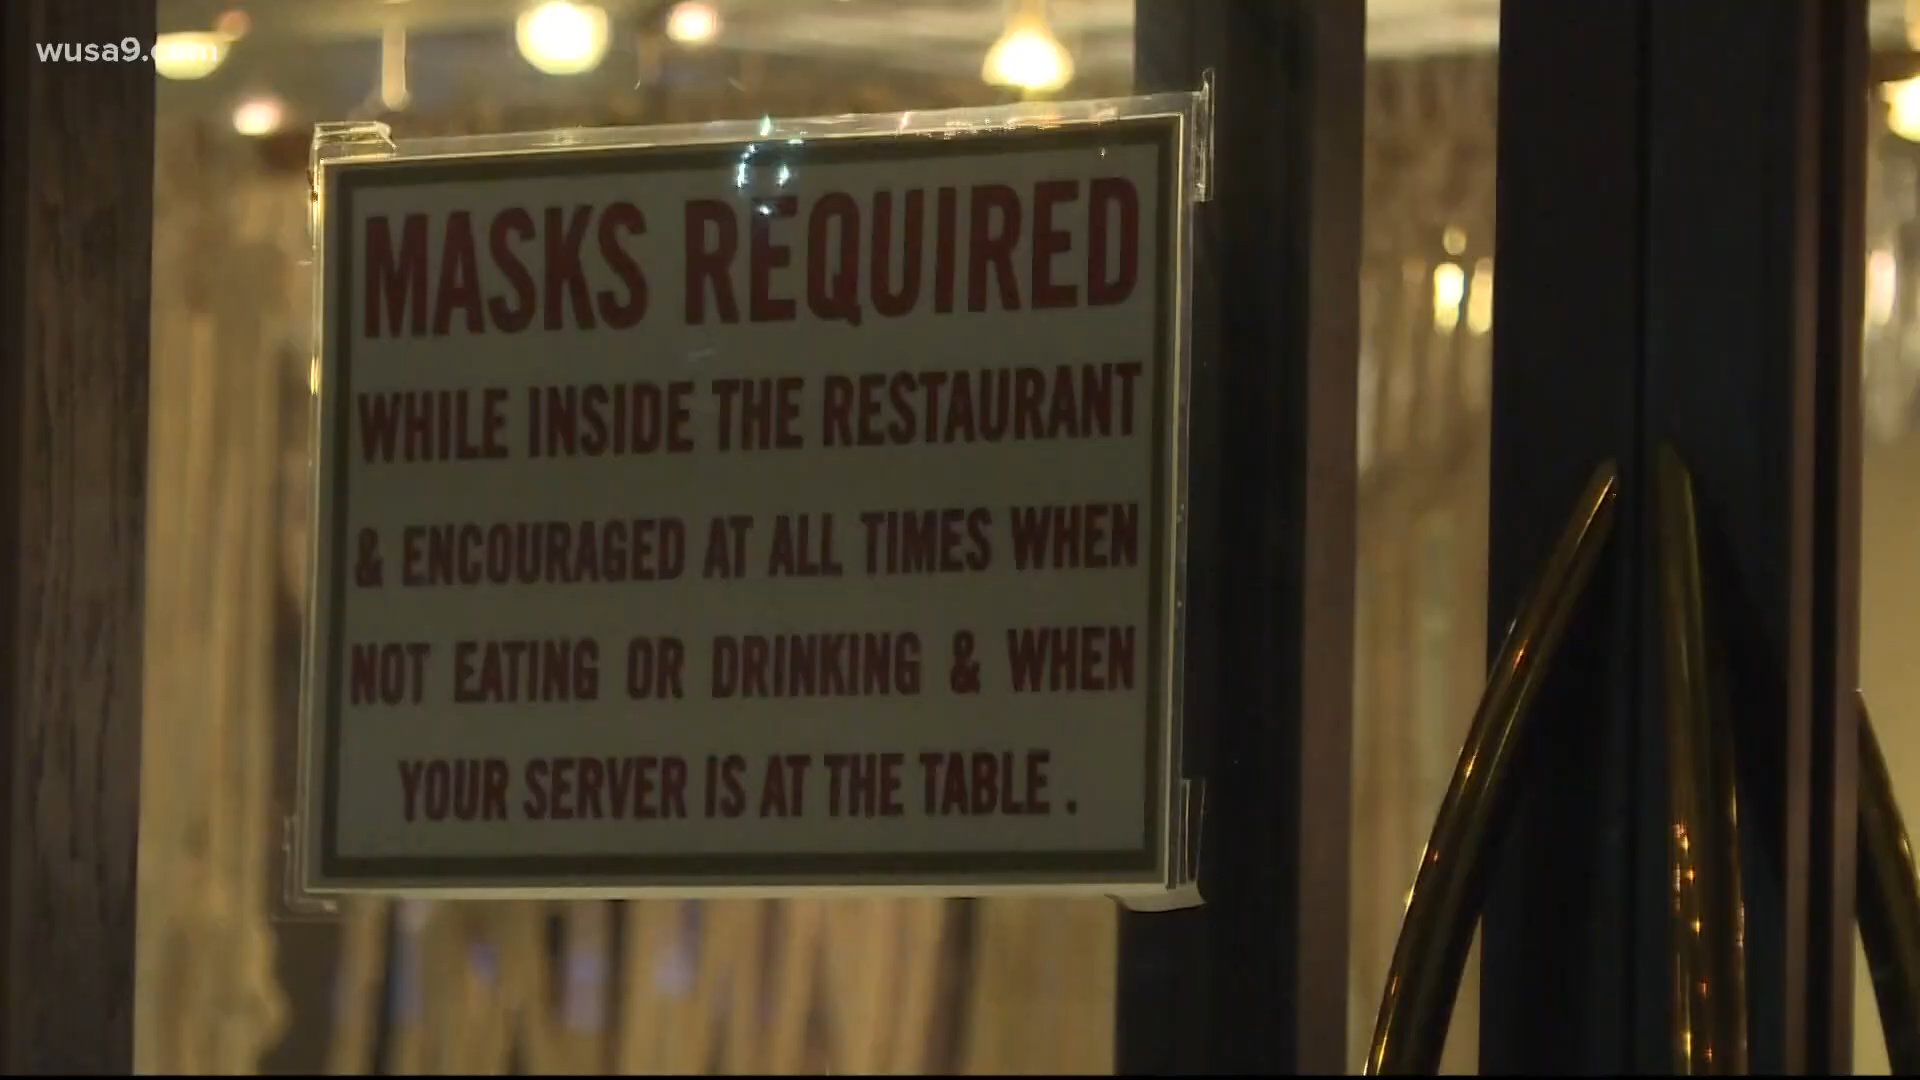 wusa9.com
MASKS REQUIRED
WHILE INSIDE THE RESTAURANT
& ENCOURAGED AT ALL TIMES WHEN
NOT EATING OR DRINKING & WHEN
YOUR SERVER IS AT THE TABLE .